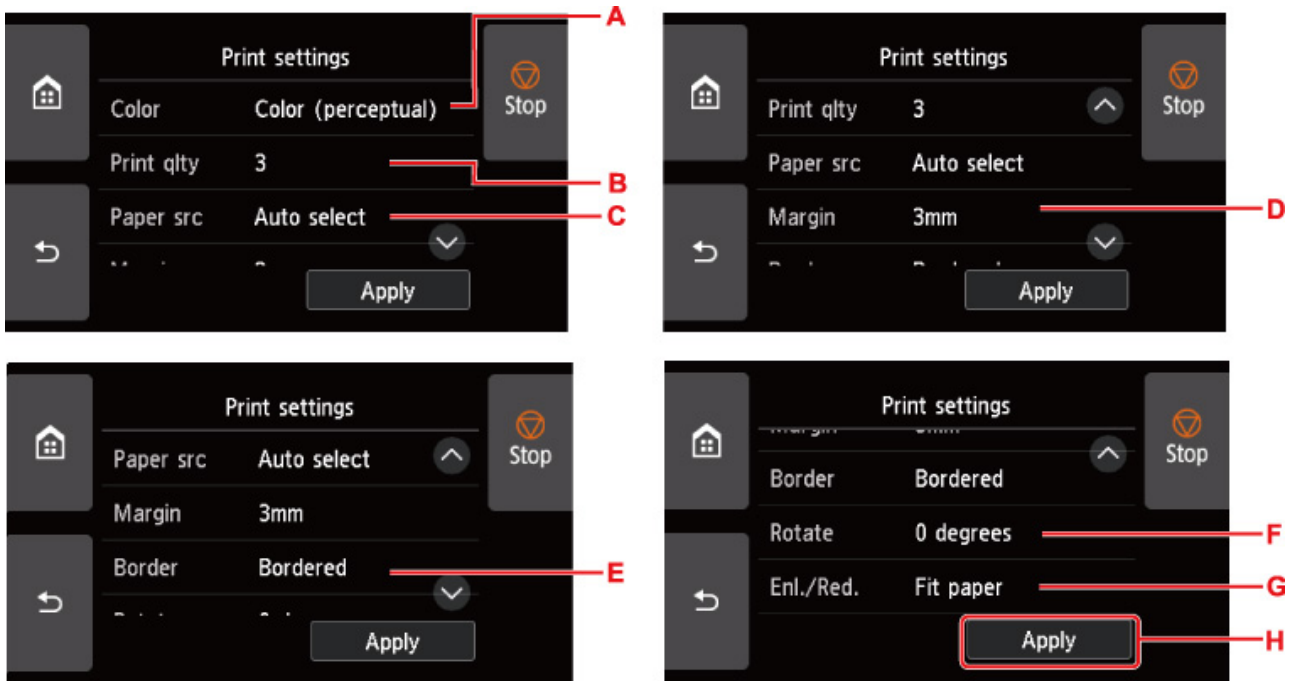 A
Print settings
Stop
Color Color (perceptual)
Print qlty 3
B
Paper src Auto select
C
Apply
Print settings
Stop
Print qlty 3
Paper src Auto select
Margin 3mm
D
Apply
Print settings
Stop
Paper src Auto select
Margin 3mm
Border Bordered
E
Apply
Print settings
Stop
Border Bordered
Rotate 0 degrees
F
Enl./Red. Fit paper
G
Apply
H